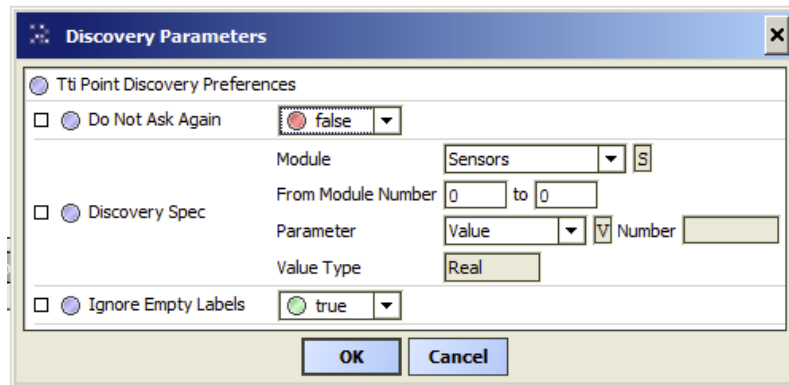 Discovery Parameters
Tti Point Discovery Preferences
Do Not Ask Again false
Module Sensors S
From Module Number 0 to 0
Discovery Spec
Parameter Value V Number
Value Type Real
Ignore Empty Labels true
OK Cancel